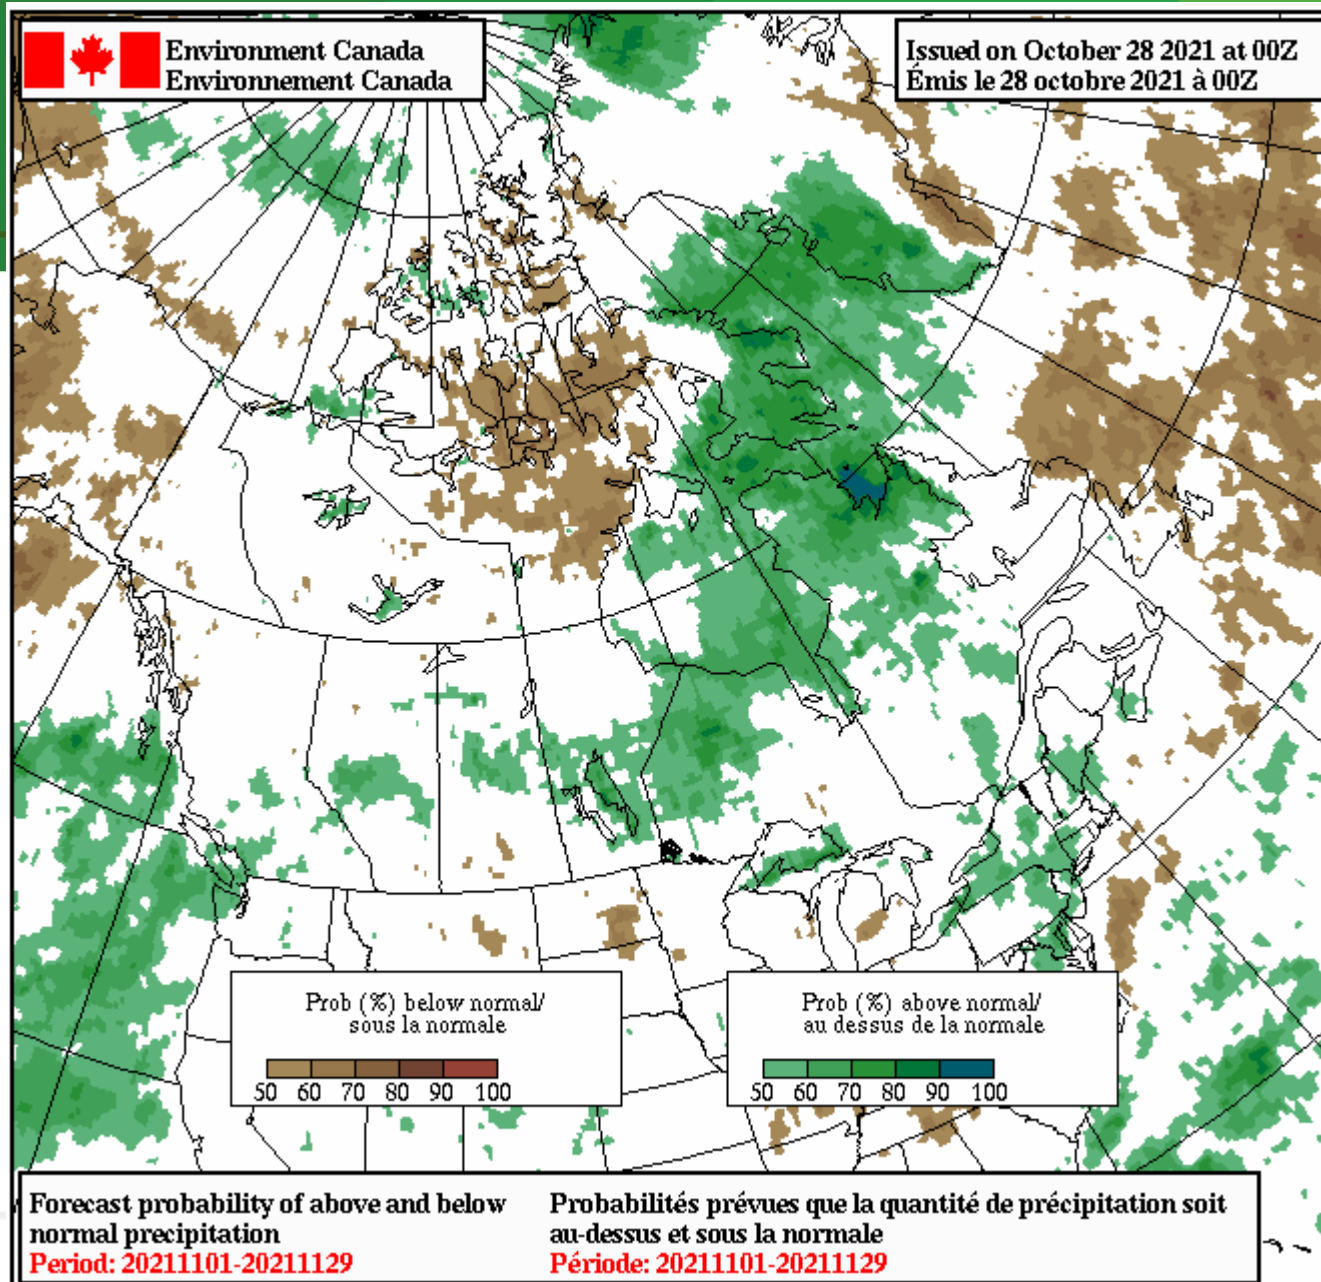 Environment Canada
Environnement Canada
Issued on October 28 2021 at 00Z
Émis le 28 octobre 2021 à 00Z
Prob (%) below normal/
sous la normale
50 60 70 80 90 100
Prob (%) above normal/
au dessus de la normale
50 60 70 80 90 100
Forecast probability of above and below
normal precipitation
Period: 20211101-20211129
Probabilités prévues que la quantité de précipitation soit
au-dessus et sous la normale
Période: 20211101-20211129